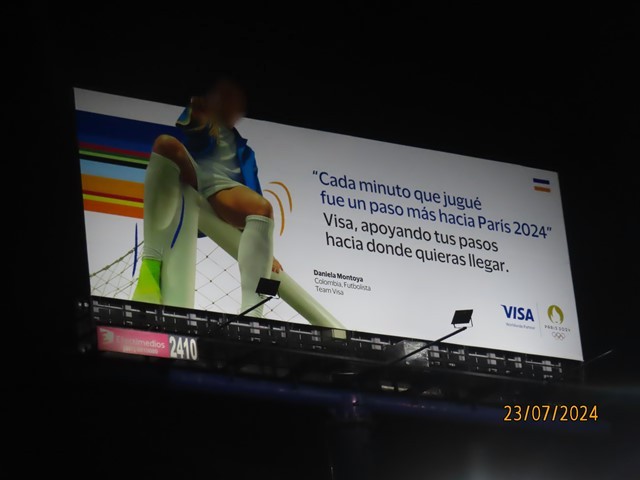 “Cada minuto que jugué
fue un paso más hacia París 2024”
Visa, apoyando tus pasos
hacia donde quieras llegar.
Daniela Montoya
Colombia, Futbolista
Team Visa
VISA
PARIS 2024
2410
23/07/2024